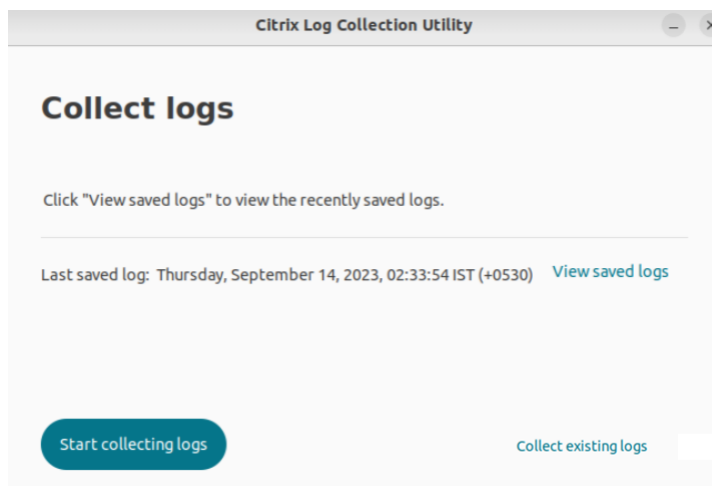 Citrix Log Collection Utility
Collect logs
Click "View saved logs" to view the recently saved logs.
Last saved log: Thursday, September 14, 2023, 02:33:54 IST (+0530) View saved logs
Start collecting logs Collect existing logs